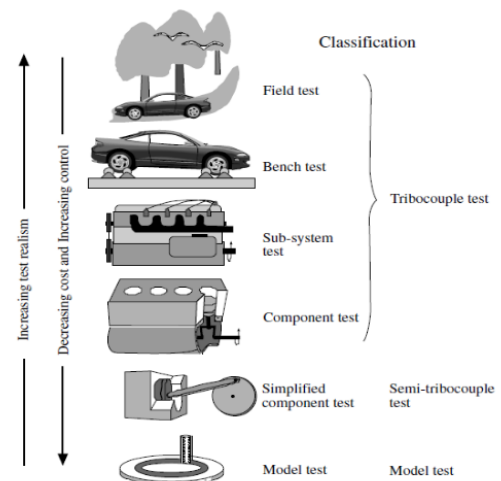 Classification
Field test
Bench test
Tribocouple test
Sub-system
test
Component test
Simplified
component test
Semi-tribocouple
test
Model test
Model test
Increasing test realism
Decreasing cost and Increasing control